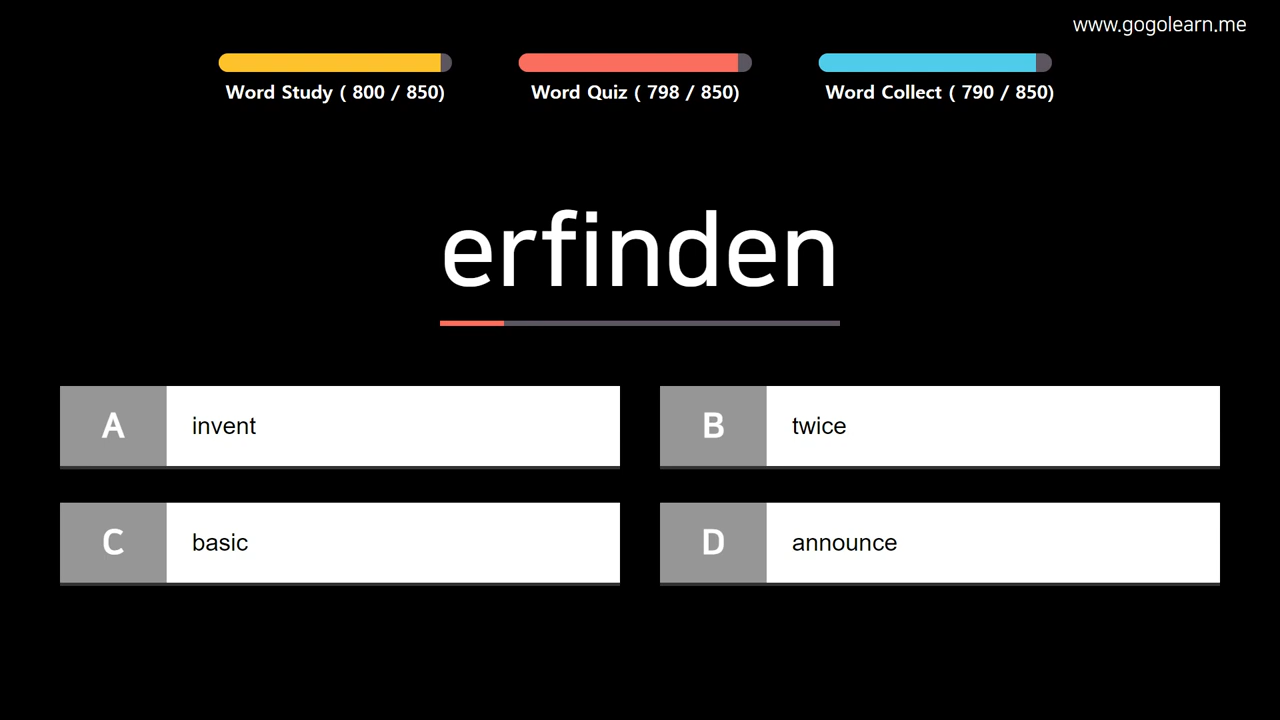 www.gogolearn.me
Word Study ( 800 / 850)
Word Quiz ( 798 / 850)
Word Collect ( 790 / 850)
erfinden
A invent
B twice
C basic
D announce